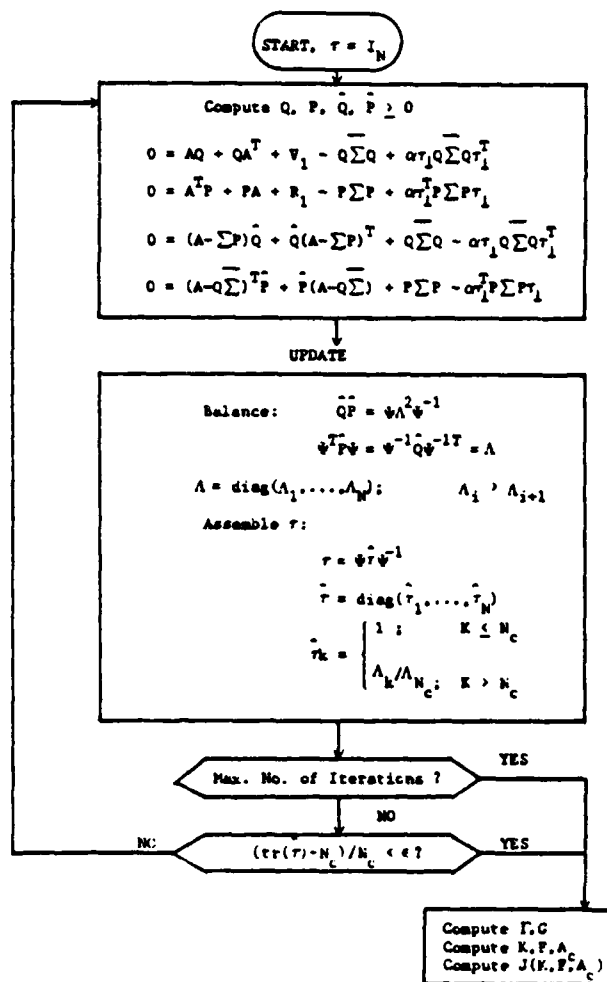 START, τ = I_N
Compute Q, P, Q̂, P̂ ≥ 0
0 = AQ + QA^T + V_1 - QΣ̄Q + ατ_⊥QΣ̄Qτ_⊥^T
0 = A^TP + PA + R_1 - PΣP + ατ_⊥^TPΣPτ_⊥
0 = (A-ΣP)Q̂ + Q̂(A-ΣP)^T + QΣ̄Q - ατ_⊥QΣ̄Qτ_⊥^T
0 = (A-QΣ̄)^TP̂ + P̂(A-QΣ̄) + PΣP - ατ_⊥^TPΣPτ_⊥
UPDATE
Balance: Q̂P̂ = ΨΛ^2Ψ^-1
Ψ^TP̂Ψ = Ψ^-1Q̂Ψ^-1T = Λ
Λ = diag(Λ_1,...,Λ_N); Λ_i > Λ_i+1
Assemble τ:
τ = Ψτ̂Ψ^-1
τ̂ = diag(τ̂_1,...,τ̂_N)
τ̂k = { 1 ; K ≤ N_c
Λ_k/Λ_N_c; K > N_c
Max. No. of Iterations ?
YES
NO
(tr(τ̂)-N_c)/N_c < ε?
NO
YES
Compute Γ,G
Compute K,F,A_c
Compute J(K,F,A_c)